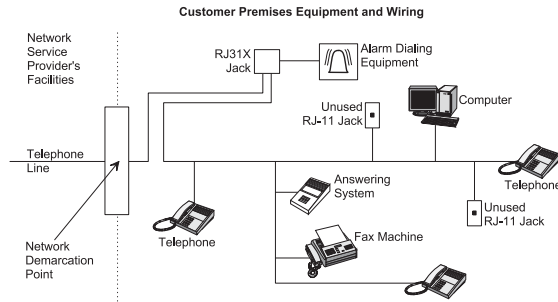 Customer Premises Equipment and Wiring
Network
Service
Provider's
Facilities
RJ31X
Jack
Alarm Dialing
Equipment
Unused
RJ-11 Jack
Computer
Telephone
Line
Answering
System
Telephone
Telephone
Unused
RJ-11 Jack
Fax Machine
Network
Demarcation
Point